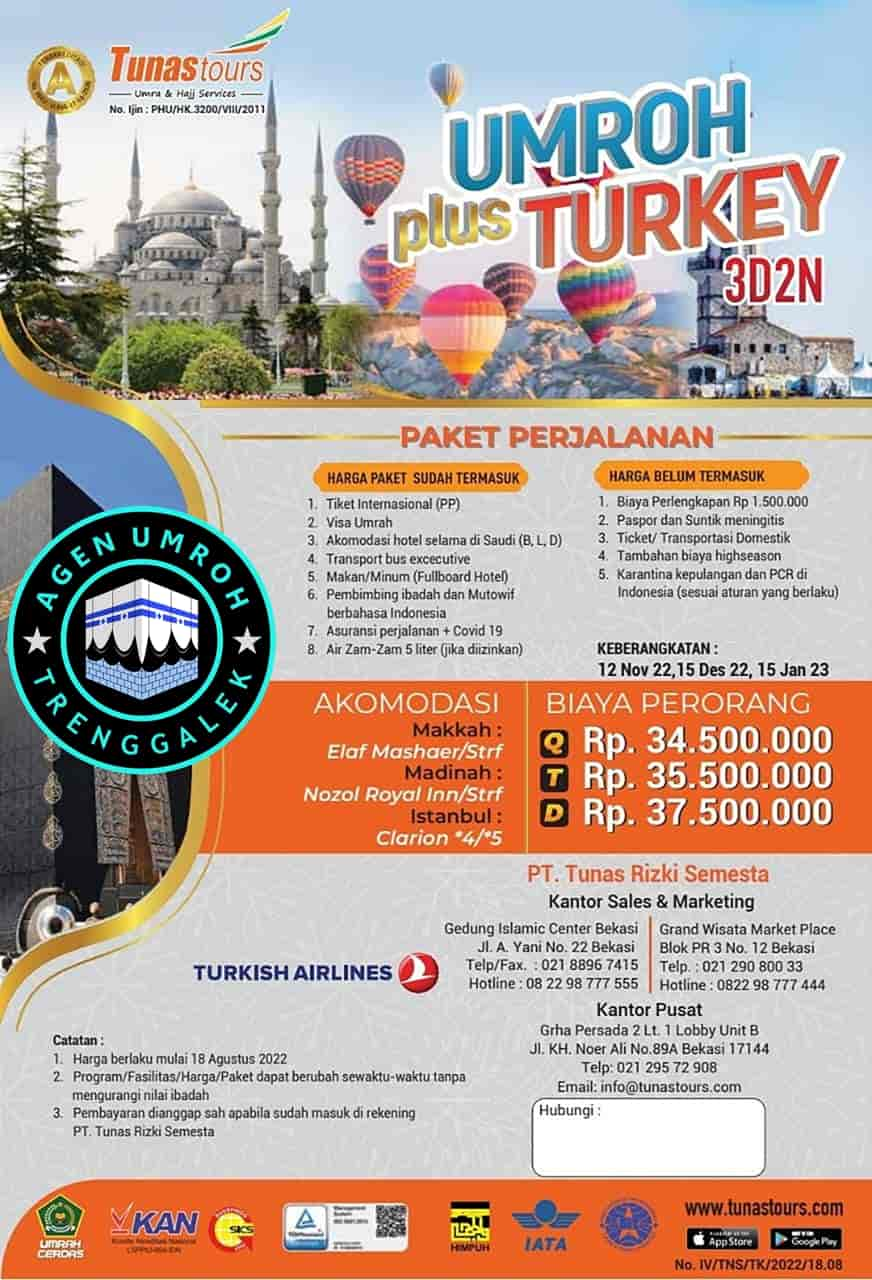 Tunastours
Umra & Hajj Services
No. Ijin : PHU/HK.3200/VIII/2011
A
UMROH
plus TURKEY
3D2N
PAKET PERJALANAN
HARGA PAKET SUDAH TERMASUK
1. Tiket Internasional (PP)
2. Visa Umrah
3. Akomodasi hotel selama di Saudi (B, L, D)
4. Transport bus excecutive
5. Makan/Minum (Fullboard Hotel)
6. Pembimbing ibadah dan Mutowif
berbahasa Indonesia
7. Asuransi perjalanan + Covid 19
8. Air Zam-Zam 5 liter (jika diizinkan)
HARGA BELUM TERMASUK
1. Biaya Perlengkapan Rp 1.500.000
2. Paspor dan Suntik meningitis
3. Ticket/ Transportasi Domestik
4. Tambahan biaya highseason
5. Karantina kepulangan dan PCR di
Indonesia (sesuai aturan yang berlaku)
KEBERANGKATAN :
12 Nov 22,15 Des 22, 15 Jan 23
AGEN UMROH
TRENGGALEK
AKOMODASI
Makkah :
Elaf Mashaer/Strf
Madinah :
Nozol Royal Inn/Strf
Istanbul :
Clarion *4/*5
BIAYA PERORANG
Q Rp. 34.500.000
T Rp. 35.500.000
D Rp. 37.500.000
PT. Tunas Rizki Semesta
Kantor Sales & Marketing
Gedung Islamic Center Bekasi
Jl. A. Yani No. 22 Bekasi
Telp/Fax. : 021 8896 7415
Hotline : 08 22 98 777 555
Grand Wisata Market Place
Blok PR 3 No. 12 Bekasi
Telp. : 021 290 800 33
Hotline : 0822 98 777 444
TURKISH AIRLINES
Kantor Pusat
Grha Persada 2 Lt. 1 Lobby Unit B
Jl. KH. Noer Ali No.89A Bekasi 17144
Telp: 021 295 72 908
Email: info@tunastours.com
Hubungi :
Catatan :
1. Harga berlaku mulai 18 Agustus 2022
2. Program/Fasilitas/Harga/Paket dapat berubah sewaktu-waktu tanpa
mengurangi nilai ibadah
3. Pembayaran dianggap sah apabila sudah masuk di rekening
PT. Tunas Rizki Semesta
UMRAH
CERDAS
KAN
Komite Akreditasi Nasional
SKS
Management
System
HIMPUH
IATA
www.tunastours.com
App Store
Google Play
No. IV/TNS/TK/2022/18.08